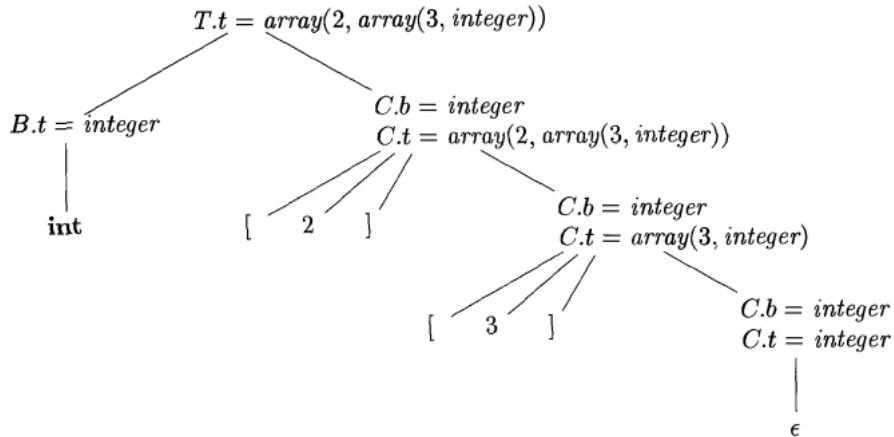 T.t = array(2, array(3, integer))
C.b = integer
B.t = integer
C.t = array(2, array(3, integer))
int
[ 2 ]
C.b = integer
C.t = array(3, integer)
[ 3 ]
C.b = integer
C.t = integer
ϵ